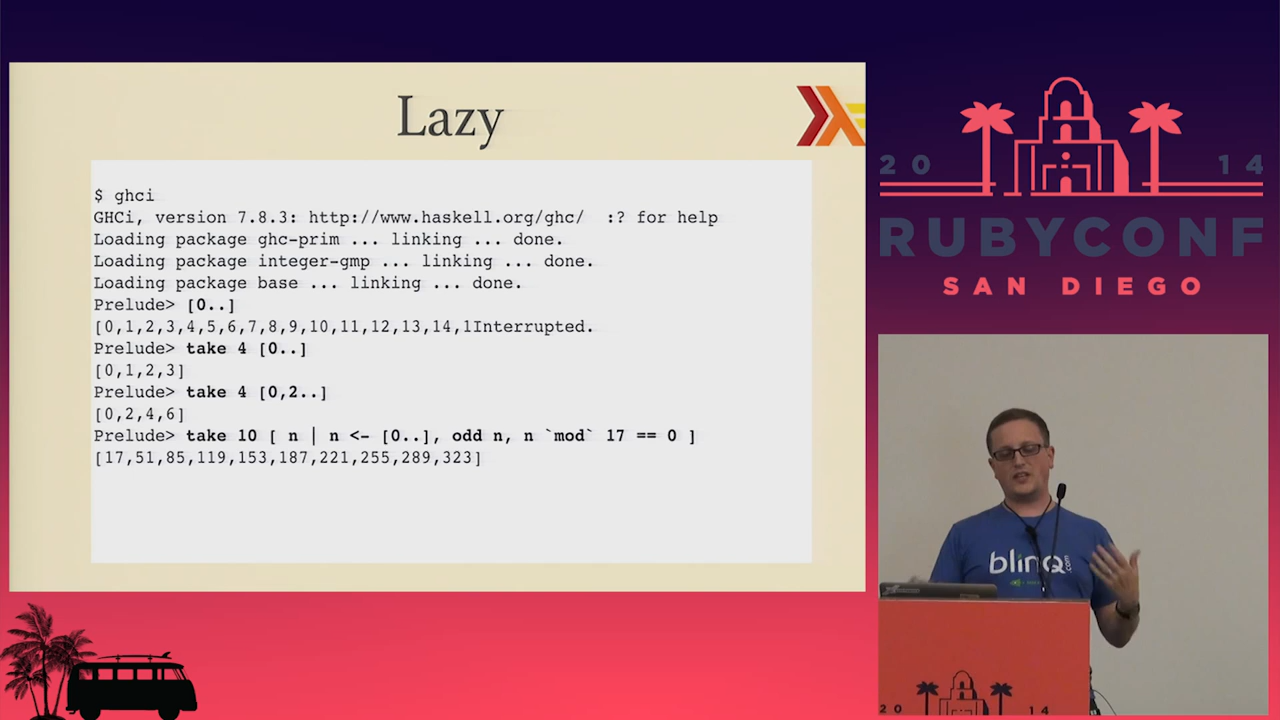 Lazy
$ ghci
GHCi, version 7.8.3: http://www.haskell.org/ghc/  :? for help
Loading package ghc-prim ... linking ... done.
Loading package integer-gmp ... linking ... done.
Loading package base ... linking ... done.
Prelude> [0..]
[0,1,2,3,4,5,6,7,8,9,10,11,12,13,14,1Interrupted.
Prelude> take 4 [0..]
[0,1,2,3]
Prelude> take 4 [0,2..]
[0,2,4,6]
Prelude> take 10 [ n | n <- [0..], odd n, n `mod` 17 == 0 ]
[17,51,85,119,153,187,221,255,289,323]
20 14
RUBYCONF
SAN DIEGO
blinq.com
20 14